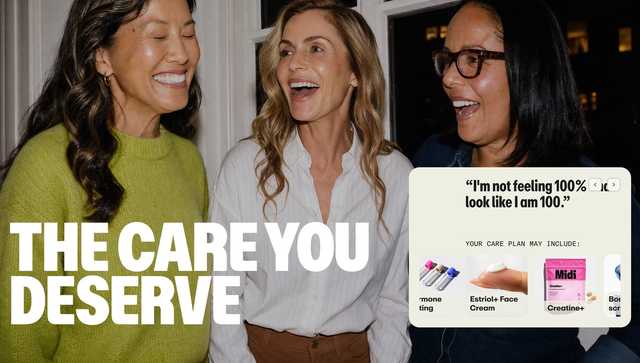 THE CARE YOU
DESERVE
“I'm not feeling 100%
look like I am 100.”
YOUR CARE PLAN MAY INCLUDE:
Midi
Creatine+
rmone
ting
Estriol+ Face
Cream
Creatine+